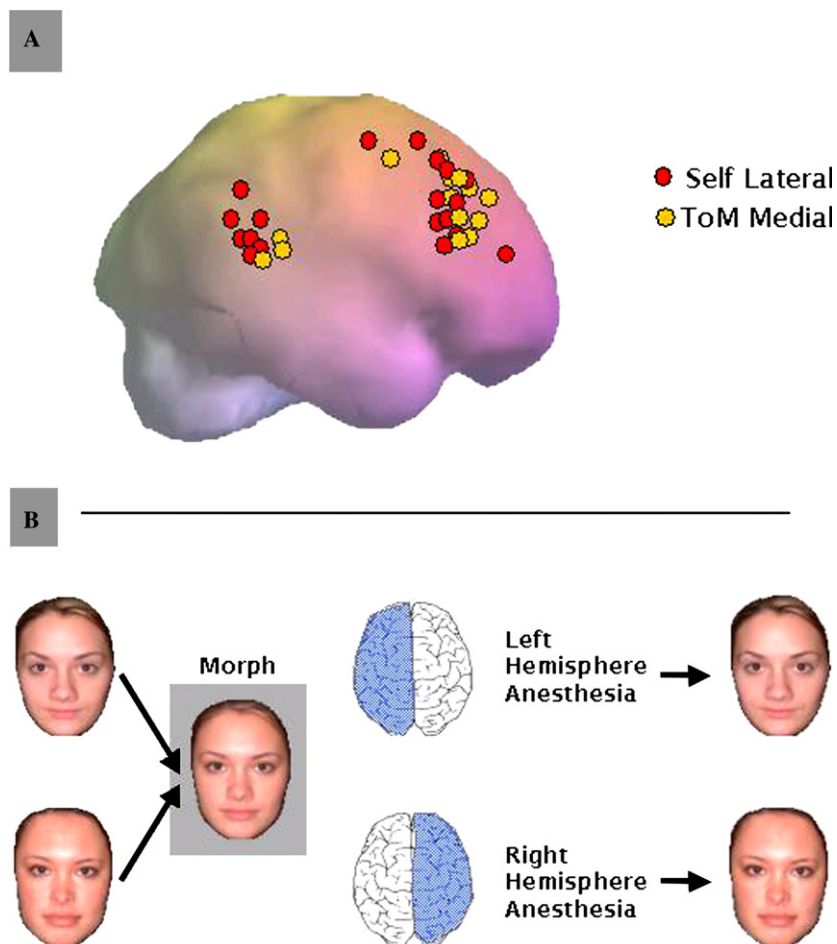 A
Self Lateral
ToM Medial
B
Morph
Left
Hemisphere
Anesthesia
Right
Hemisphere
Anesthesia